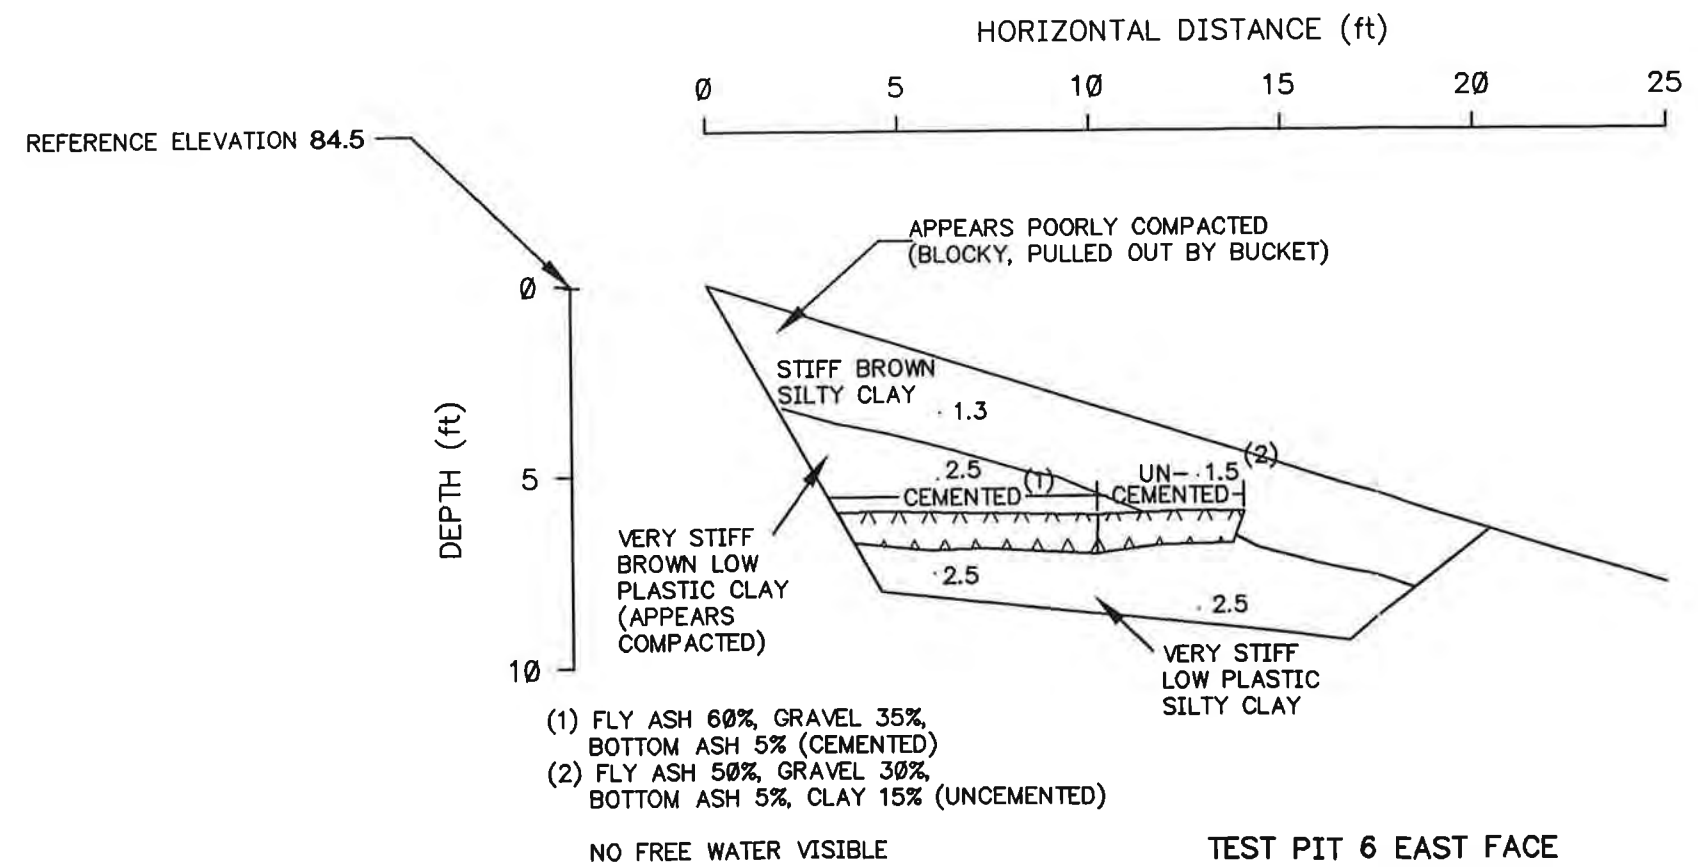 HORIZONTAL DISTANCE (ft)
0 5 10 15 20 25
REFERENCE ELEVATION 84.5
APPEARS POORLY COMPACTED
(BLOCKY, PULLED OUT BY BUCKET)
0
STIFF BROWN
SILTY CLAY
1.3
DEPTH (ft)
5
2.5
(1)
UN-
1.5
(2)
CEMENTED
CEMENTED
VERY STIFF
BROWN LOW
PLASTIC CLAY
(APPEARS
COMPACTED)
2.5
2.5
10
VERY STIFF
LOW PLASTIC
SILTY CLAY
(1) FLY ASH 60%, GRAVEL 35%,
BOTTOM ASH 5% (CEMENTED)
(2) FLY ASH 50%, GRAVEL 30%,
BOTTOM ASH 5%, CLAY 15% (UNCEMENTED)
NO FREE WATER VISIBLE
TEST PIT 6 EAST FACE